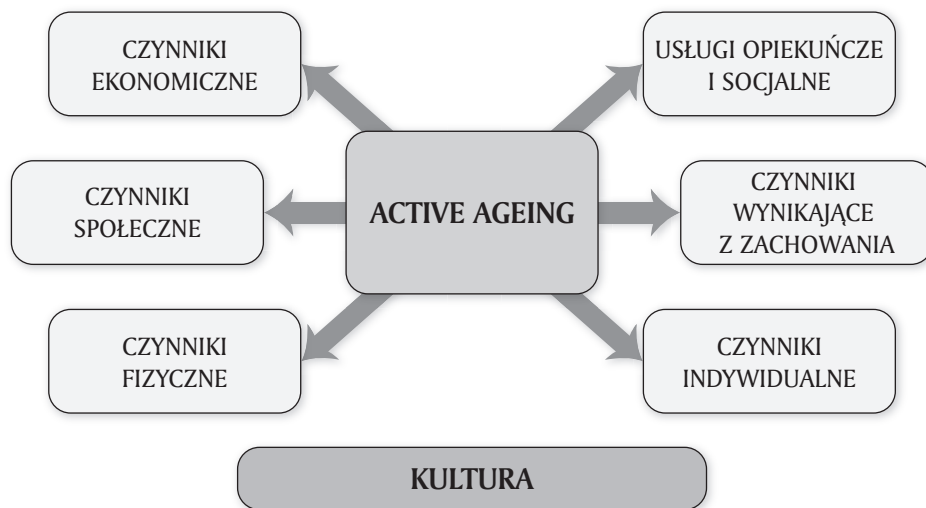 CZYNNIKI
EKONOMICZNE
USŁUGI OPIEKUŃCZE
I SOCJALNE
CZYNNIKI
SPOŁECZNE
ACTIVE AGEING
CZYNNIKI
WYNIKAJĄCE
Z ZACHOWANIA
CZYNNIKI
FIZYCZNE
CZYNNIKI
INDYWIDUALNE
KULTURA